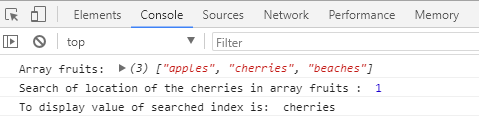 Elements Console Sources Network Performance Memory
top Filter
Array fruits: ▶(3) ["apples", "cherries", "beaches"]
Search of location of the cherries in array fruits : 1
To display value of searched index is: cherries